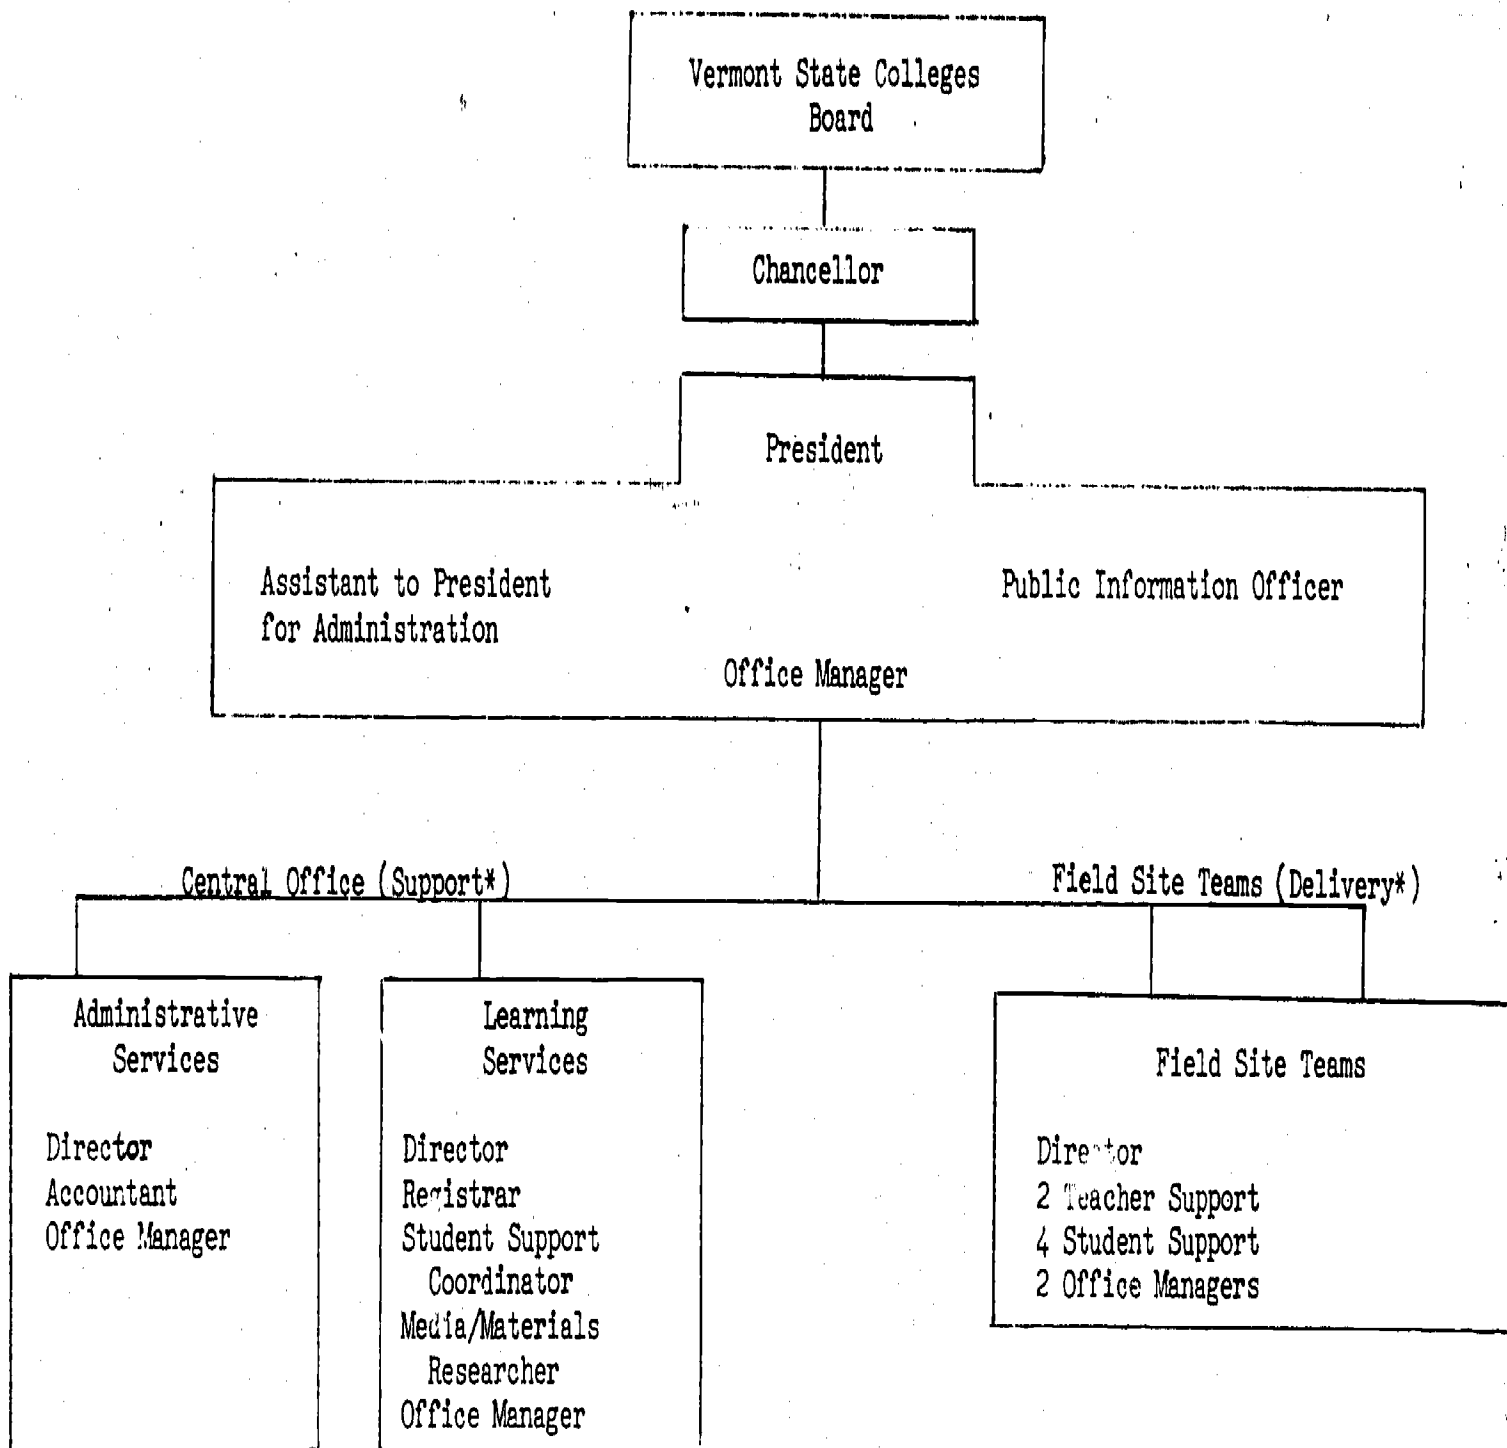 Vermont State Colleges
Board
Chancellor
President
Assistant to President
for Administration
Public Information Officer
Office Manager
Central Office (Support*)
Field Site Teams (Delivery*)
Administrative
Services
Director
Accountant
Office Manager
Learning
Services
Director
Registrar
Student Support
Coordinator
Media/Materials
Researcher
Office Manager
Field Site Teams
Director
2 Teacher Support
4 Student Support
2 Office Managers